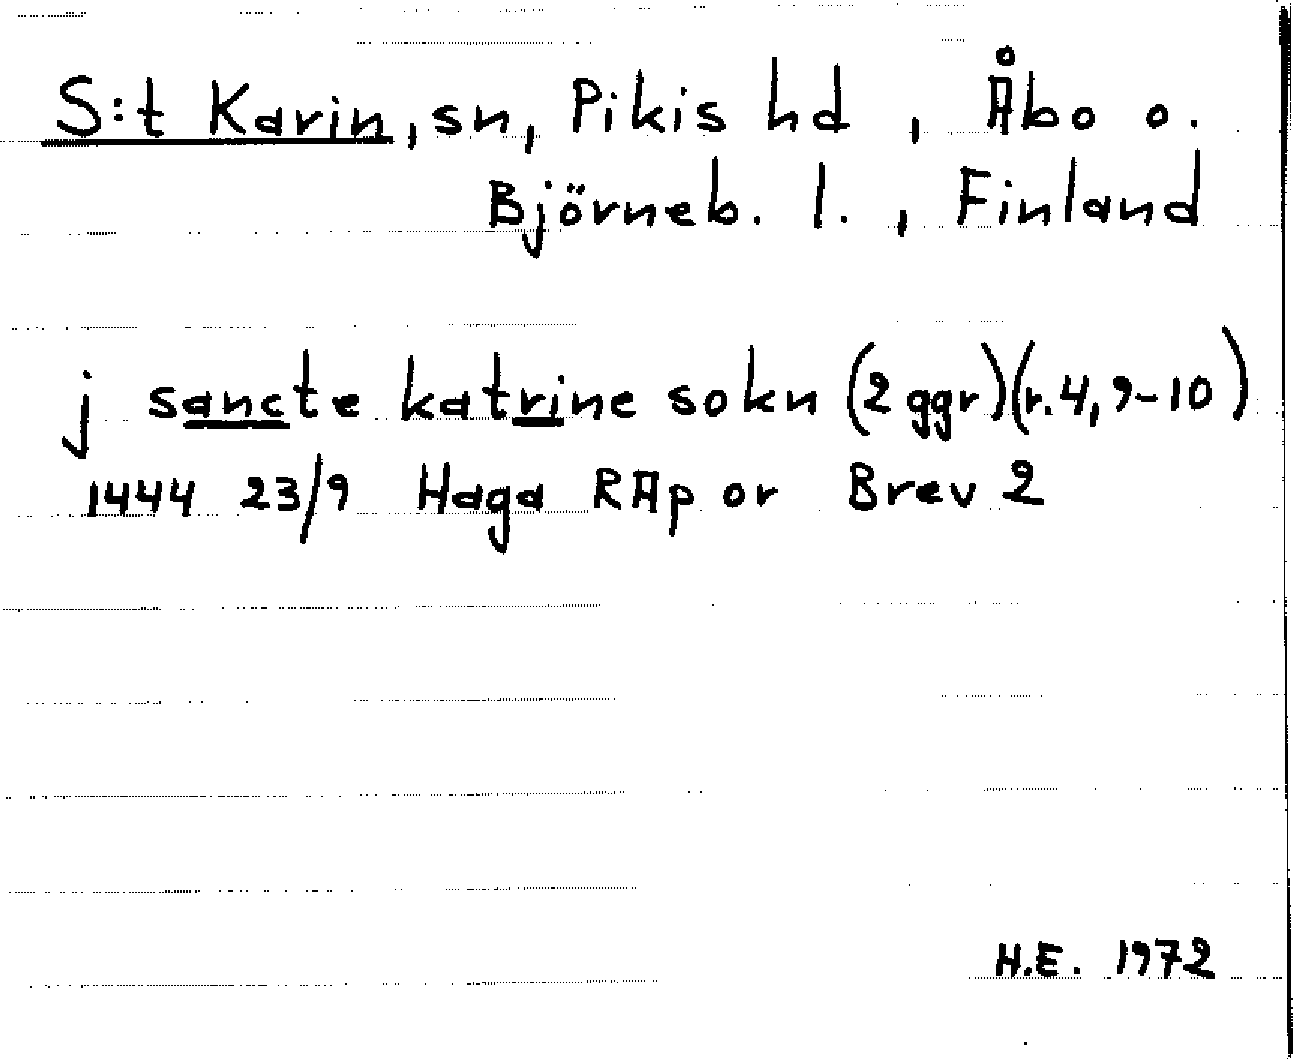 S:t Karin, sn, Pikis hd, Åbo o.
Björneb. l., Finland
j sancte katrine sokn (2 ggr)(r. 4, 9-10)
1444 23/9 Haga RAp or Brev 2
H.E. 1972